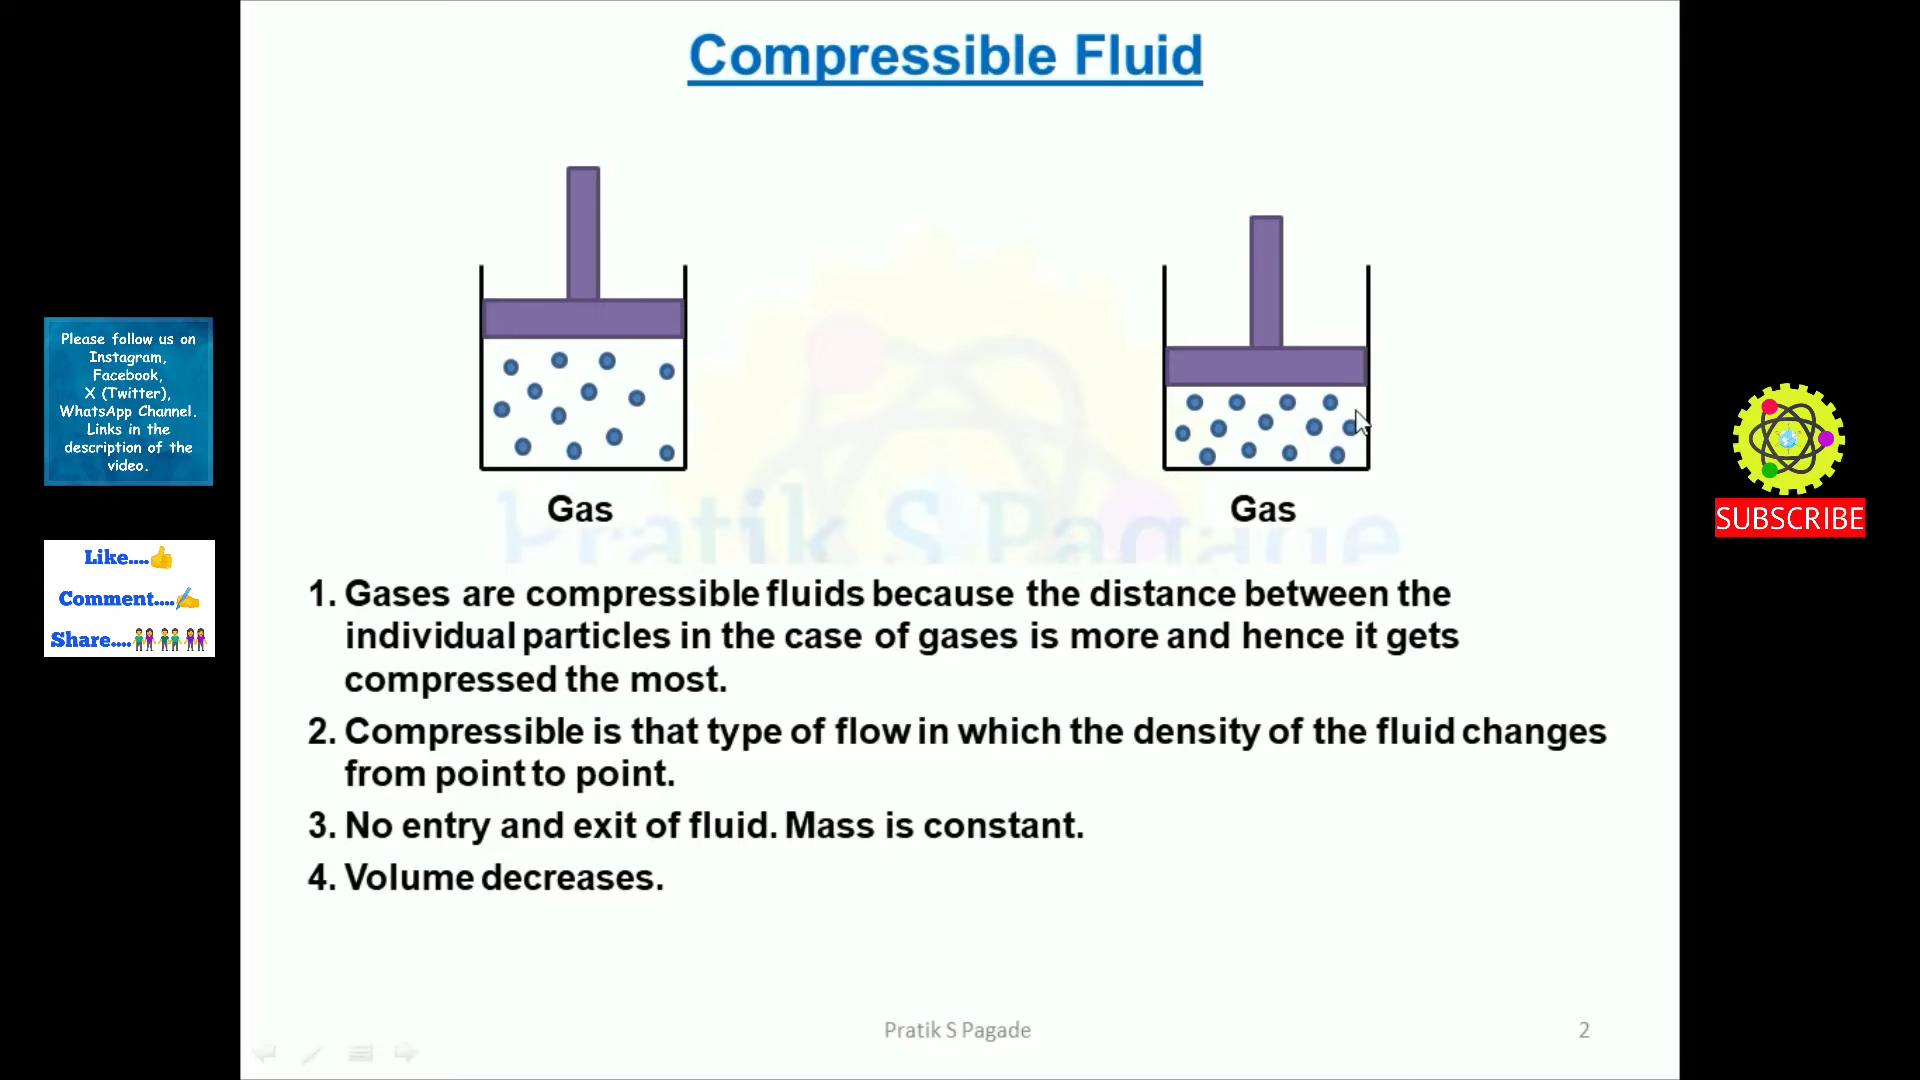 Compressible Fluid
Please follow us on
Instagram,
Facebook,
X (Twitter),
WhatsApp Channel.
Links in the
description of the
video.
Like....👍
Comment....✍
Share....👫👬👭
SUBSCRIBE
Gas
Gas
Pratik S Pagade
1. Gases are compressible fluids because the distance between the
individual particles in the case of gases is more and hence it gets
compressed the most.
2. Compressible is that type of flow in which the density of the fluid changes
from point to point.
3. No entry and exit of fluid. Mass is constant.
4. Volume decreases.
Pratik S Pagade
2